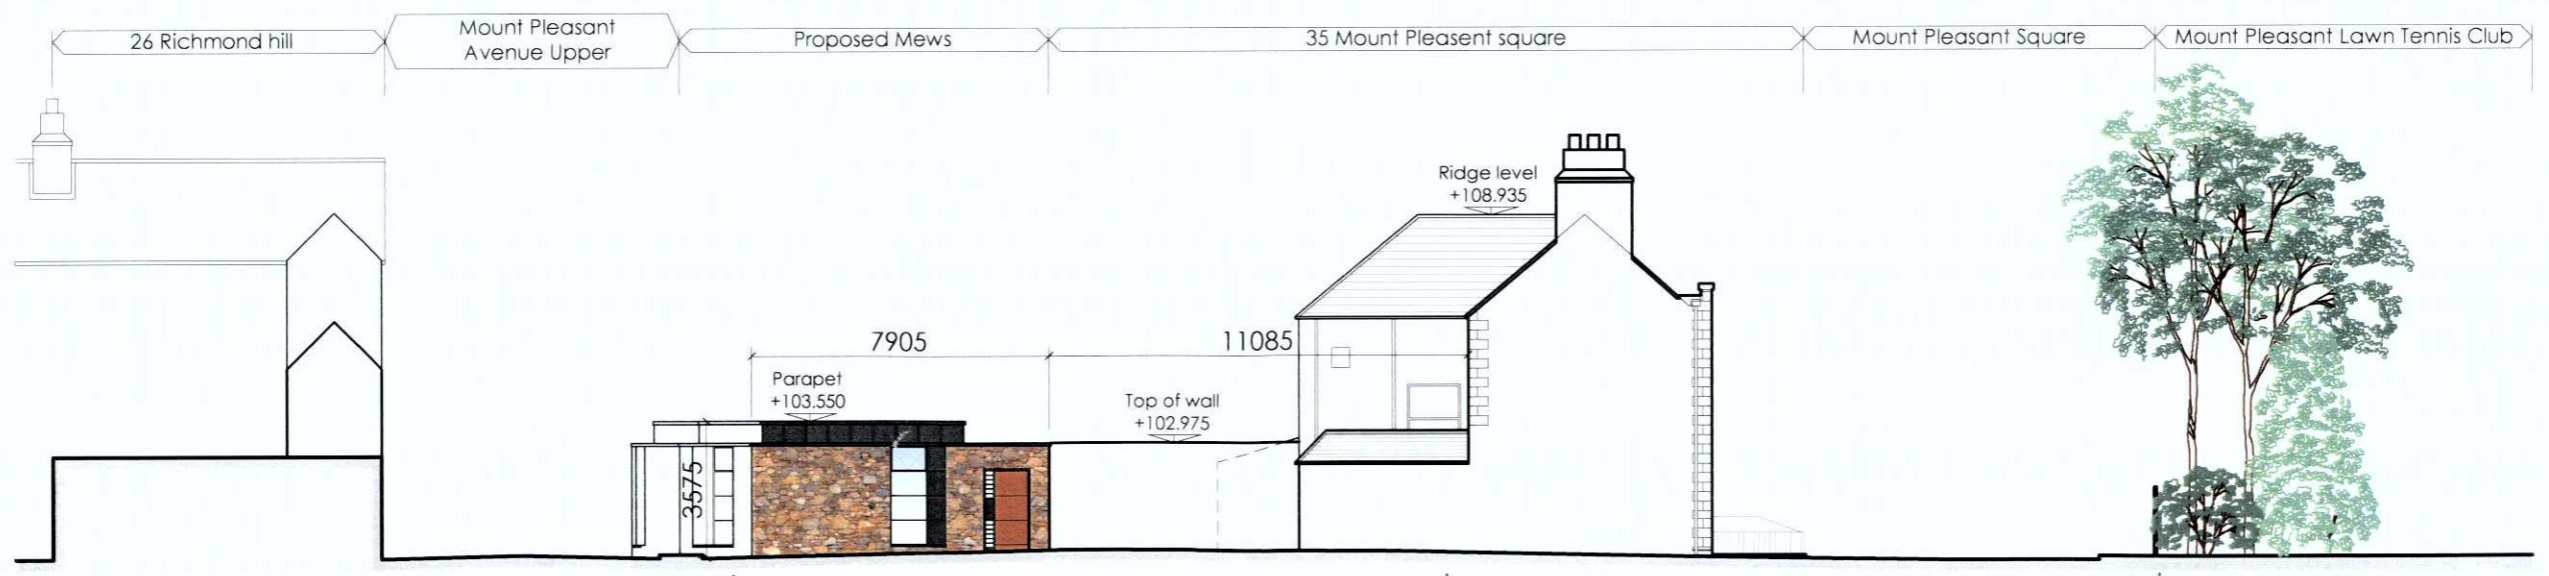 26 Richmond hill
Mount Pleasant
Avenue Upper
Proposed Mews
35 Mount Pleasent square
Mount Pleasant Square
Mount Pleasant Lawn Tennis Club
Ridge level
+108.935
7905
11085
Parapet
+103.550
Top of wall
+102.975
3575